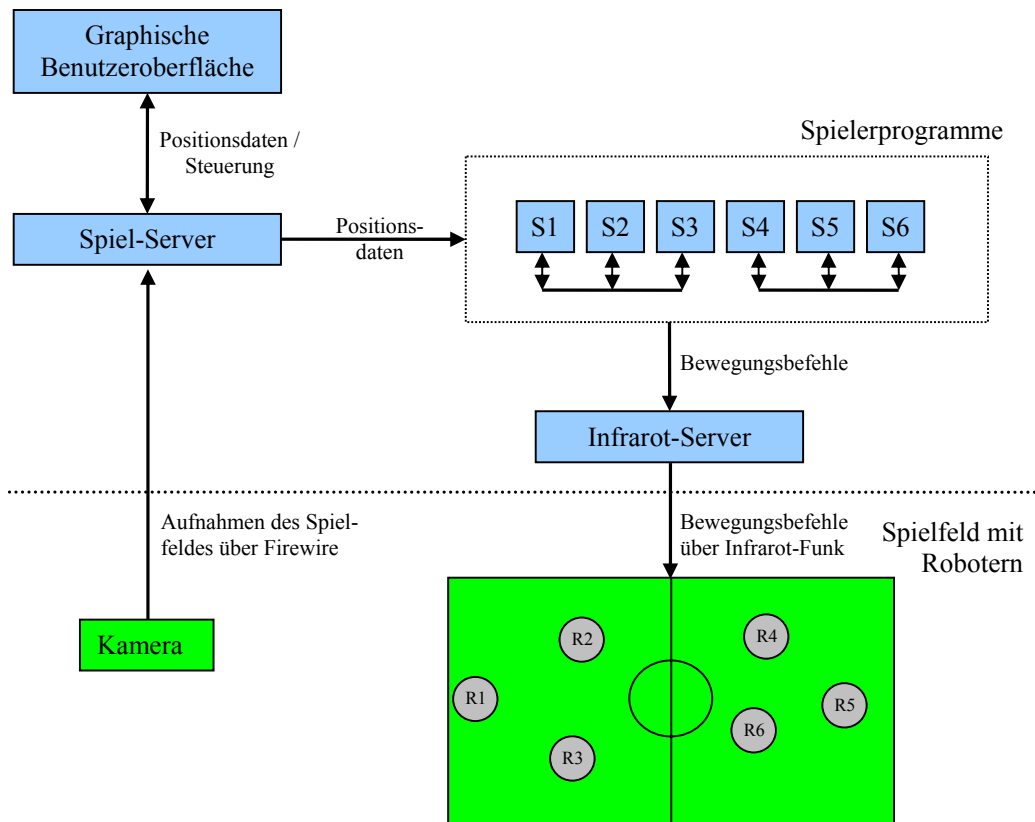 Graphische
Benutzeroberfläche
Positionsdaten /
Steuerung
Spielerprogramme
Spiel-Server
Positions-
daten
S1 S2 S3 S4 S5 S6
Bewegungsbefehle
Infrarot-Server
Aufnahmen des Spiel-
feldes über Firewire
Bewegungsbefehle
über Infrarot-Funk
Spielfeld mit
Robotern
Kamera
R1
R2
R3
R4
R5
R6